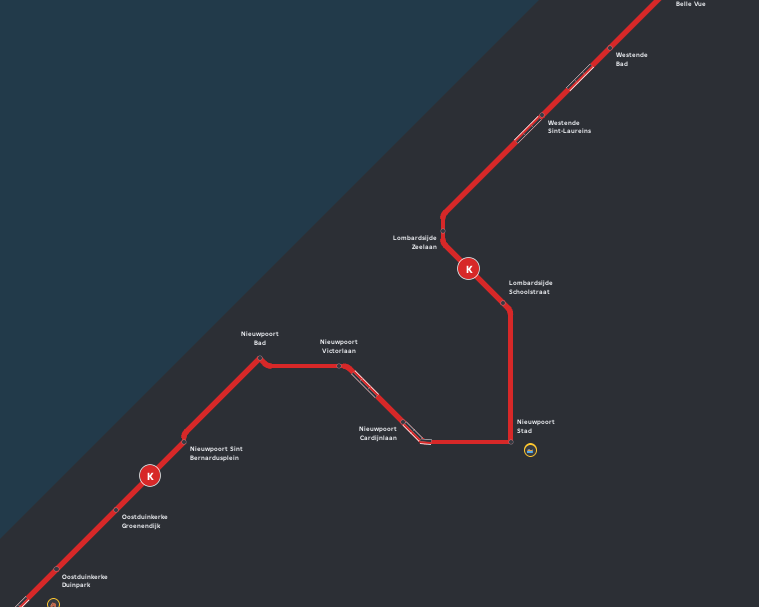 Belle Vue
Westende
Bad
Westende
Sint-Laureins
Lombardsijde
Zeelaan
K
Lombardsijde
Schoolstraat
Nieuwpoort
Bad
Nieuwpoort
Victorlaan
Nieuwpoort
Stad
Nieuwpoort
Cardijnlaan
Nieuwpoort Sint
Bernardusplein
K
Oostduinkerke
Groenendijk
Oostduinkerke
Duinpark